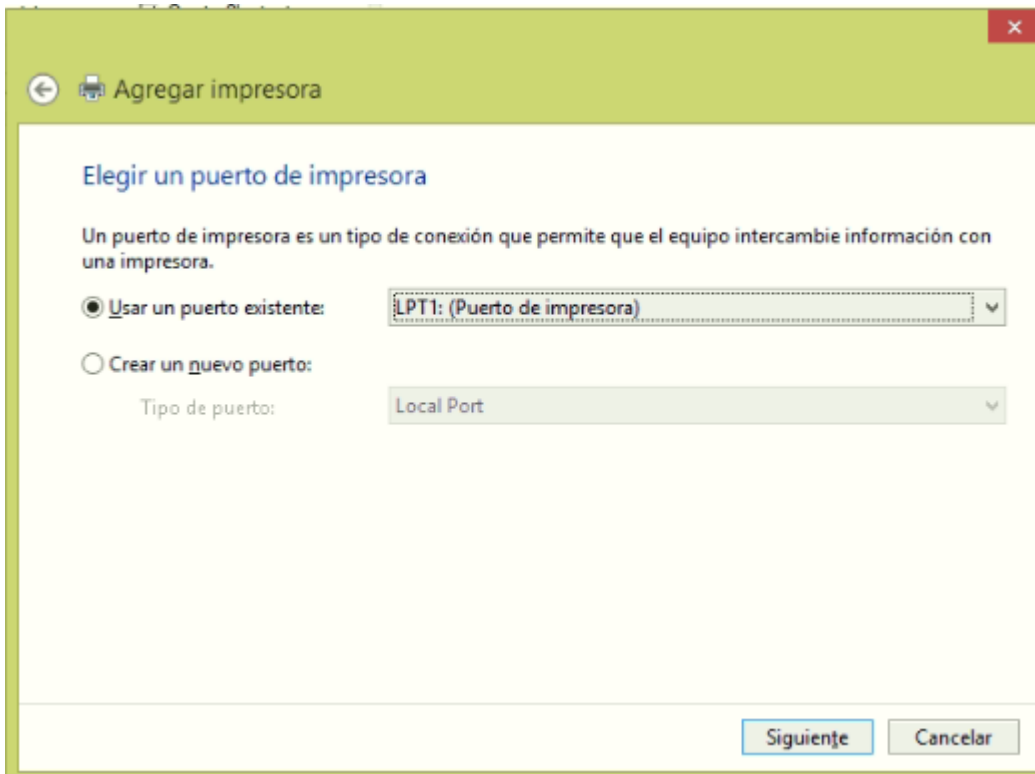 Agregar impresora
Elegir un puerto de impresora
Un puerto de impresora es un tipo de conexión que permite que el equipo intercambie información con
una impresora.
Usar un puerto existente: LPT1: (Puerto de impresora)
Crear un nuevo puerto:
Tipo de puerto: Local Port
Siguiente Cancelar